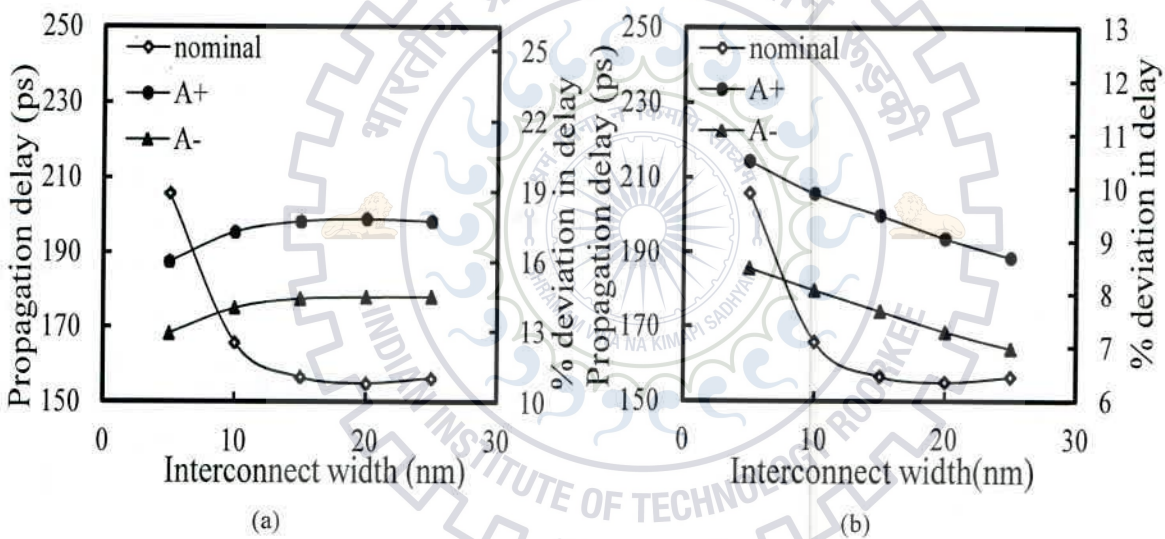 250
230
210
190
170
150
Propagation delay (ps)
nominal
A+
A-
25
22
19
16
13
10
% deviation in delay
0
10
20
30
Interconnect width (nm)
(a)
250
230
210
190
170
150
Propagation delay (ps)
nominal
A+
A-
13
12
11
10
9
8
7
6
% deviation in delay
0
10
20
30
Interconnect width(nm)
(b)
INDIAN INSTITUTE OF TECHNOLOGY ROORKEE